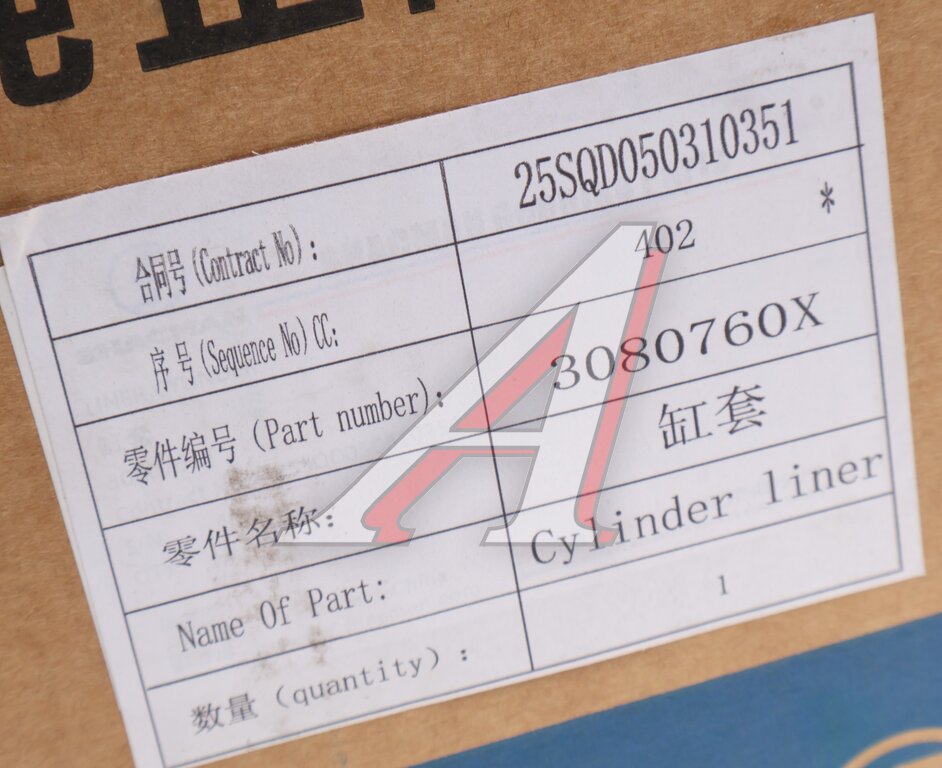 合同号(Contract No): 25SQD050310351
序号(Sequence No)CC: 402 *
零件编号(Part number): 3080760X
零件名称: 缸套
Name Of Part: Cylinder liner
数量(quantity): 1